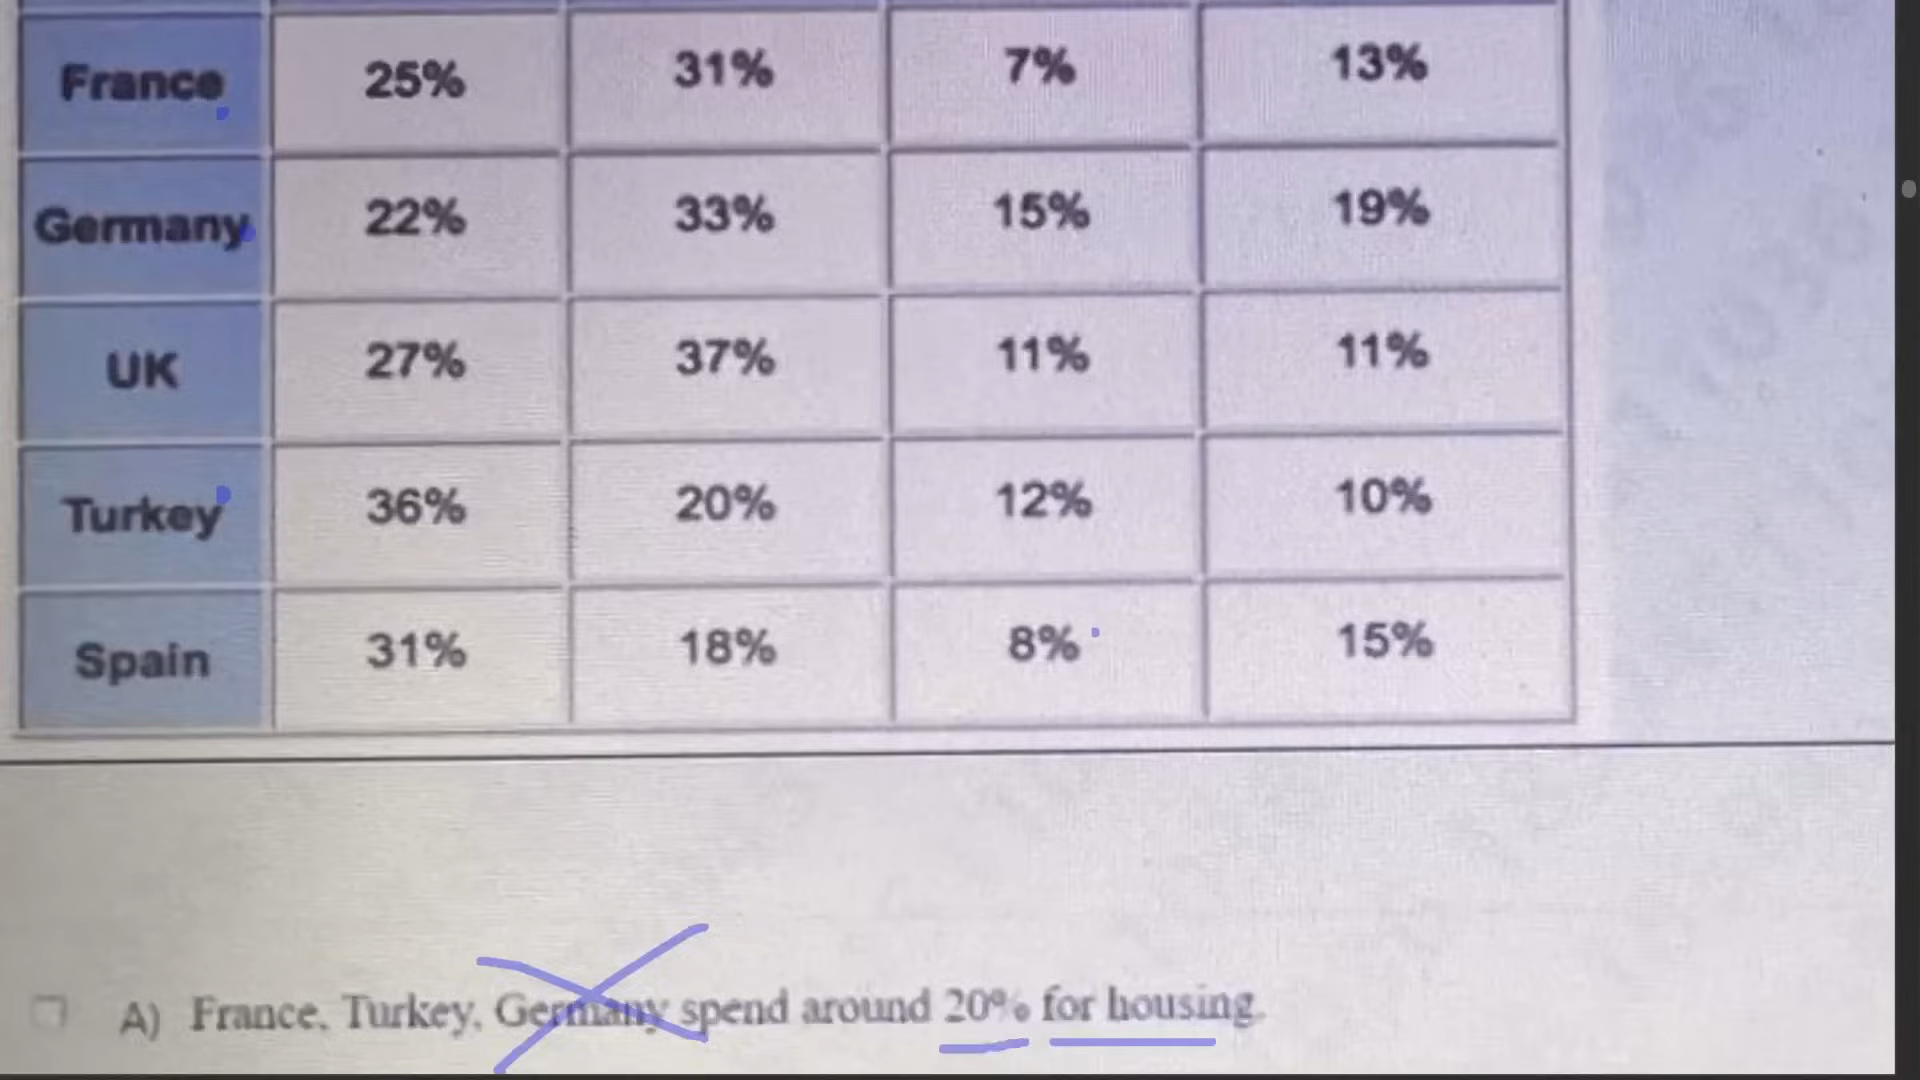 France 25% 31% 7% 13%
Germany 22% 33% 15% 19%
UK 27% 37% 11% 11%
Turkey 36% 20% 12% 10%
Spain 31% 18% 8% 15%
A) France, Turkey, Germany spend around 20% for housing.